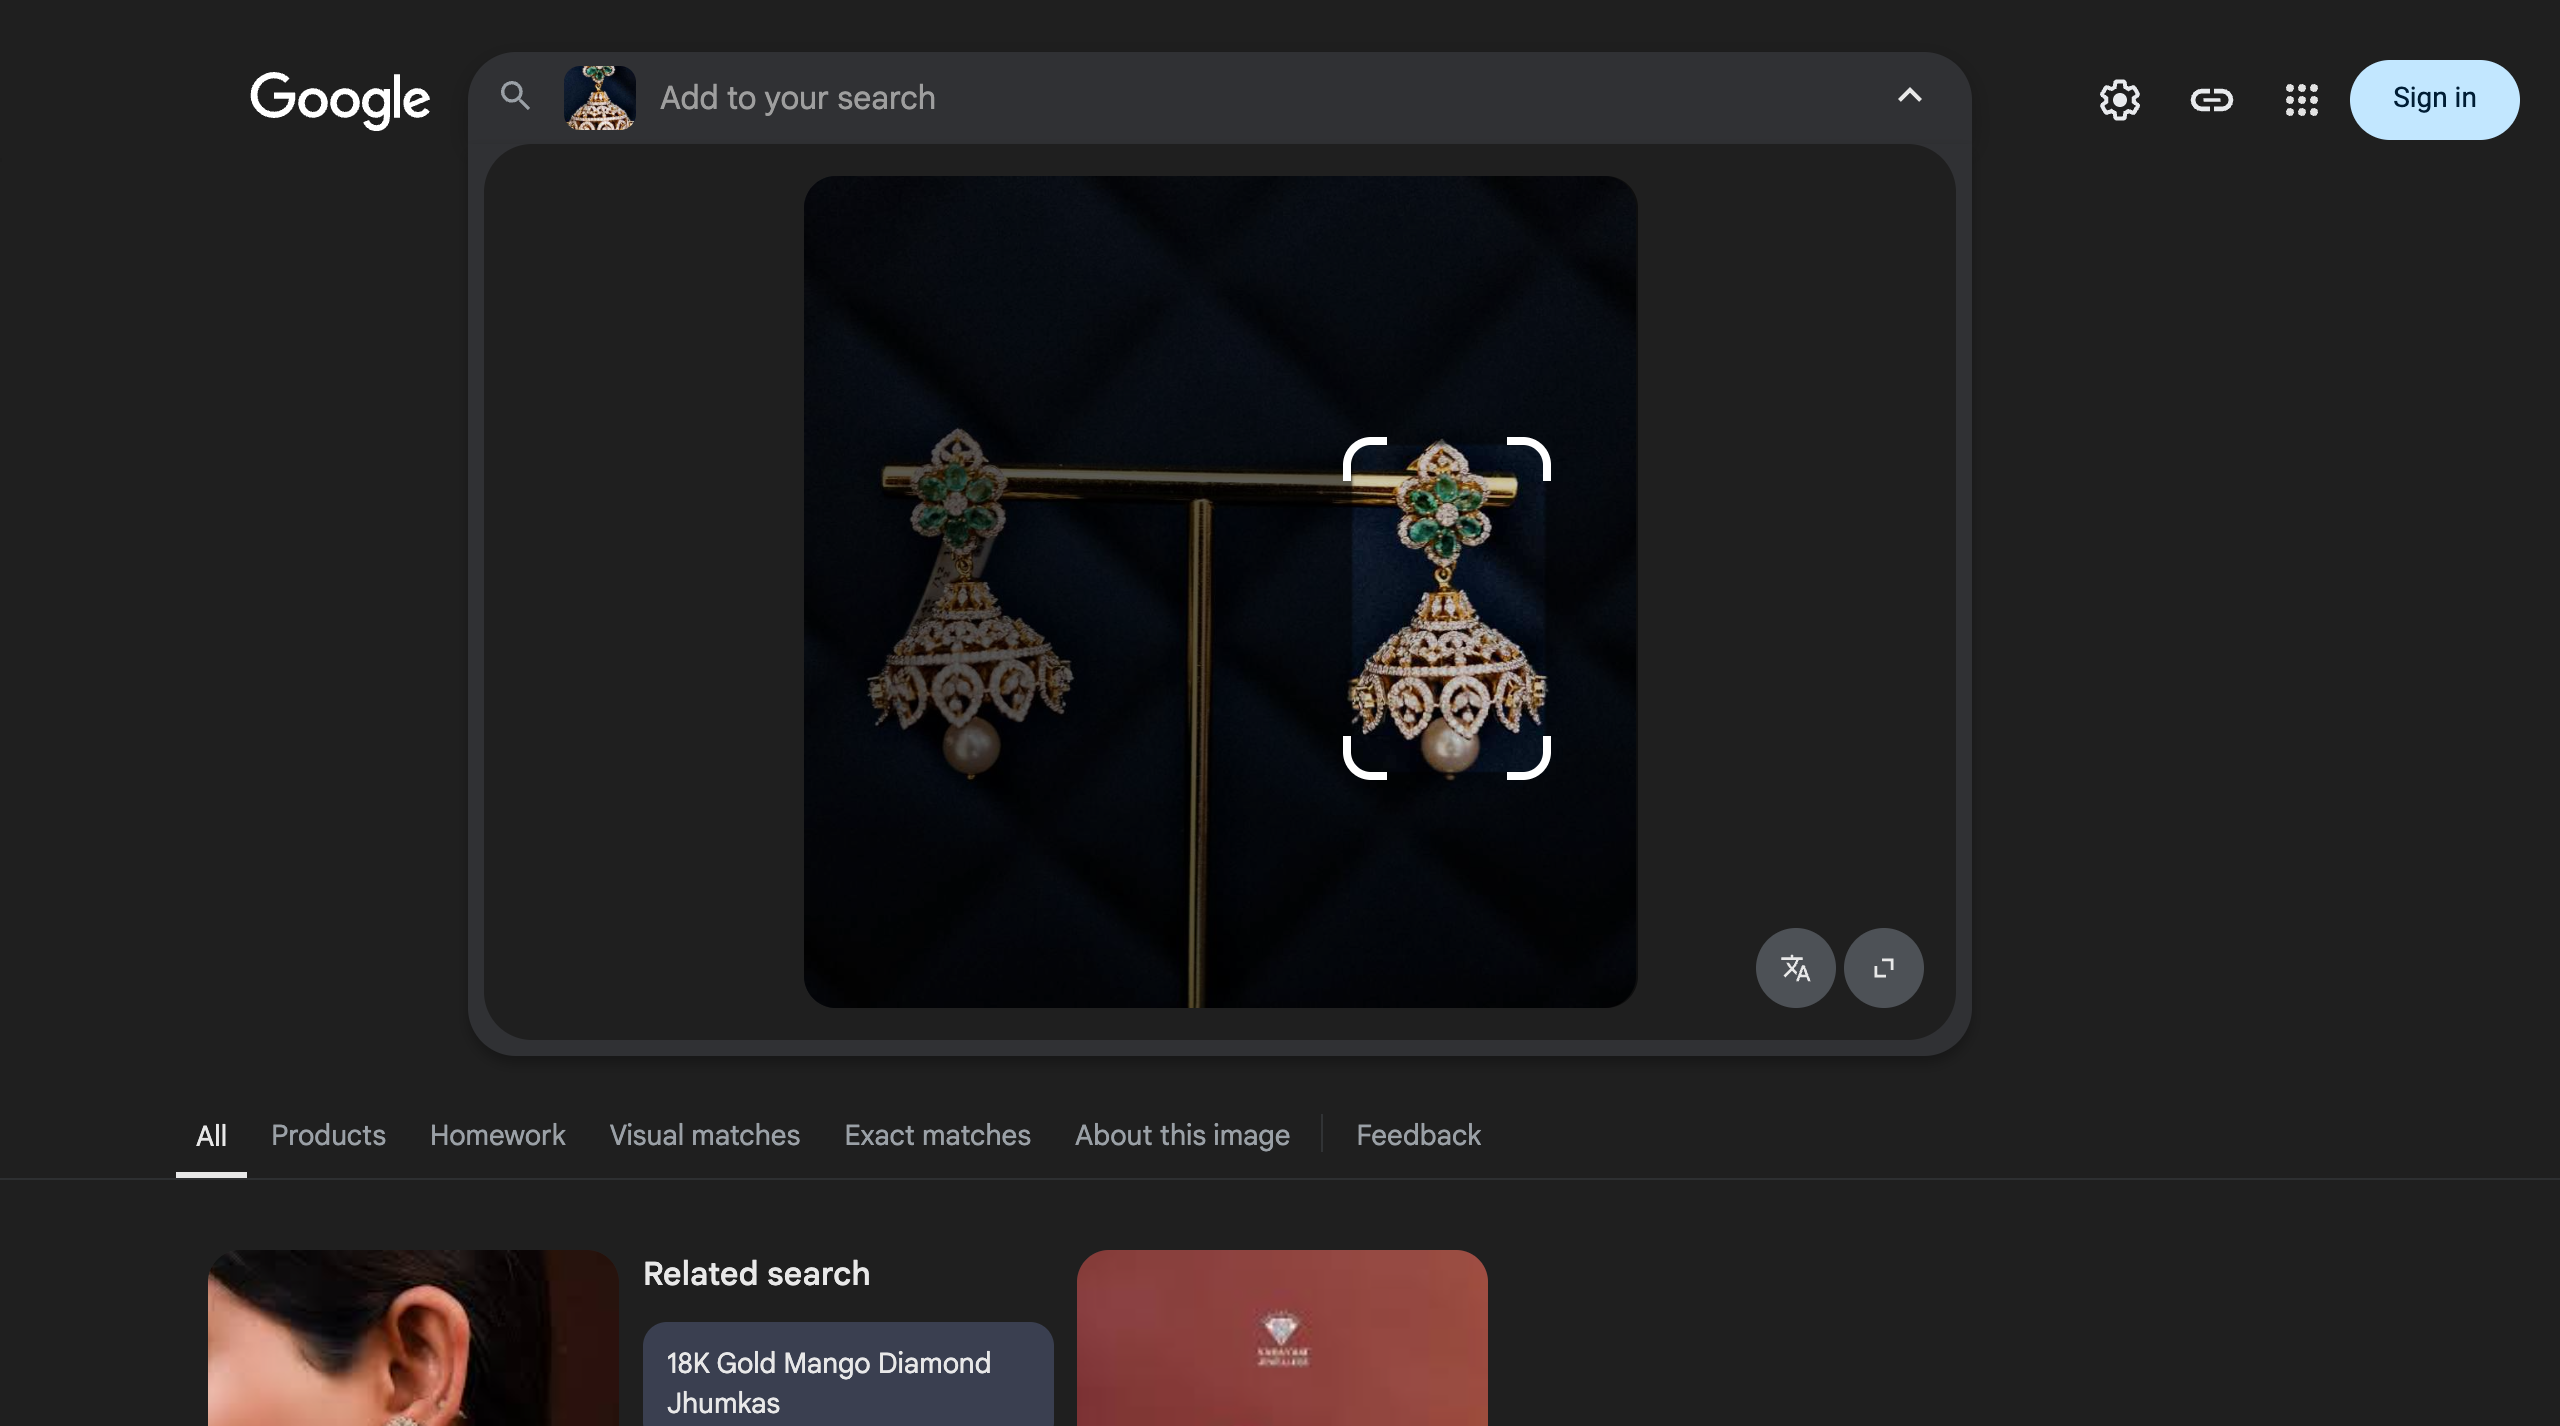 Google
Add to your search
Sign in
All
Products
Homework
Visual matches
Exact matches
About this image
Feedback
Related search
18K Gold Mango Diamond
Jhumkas